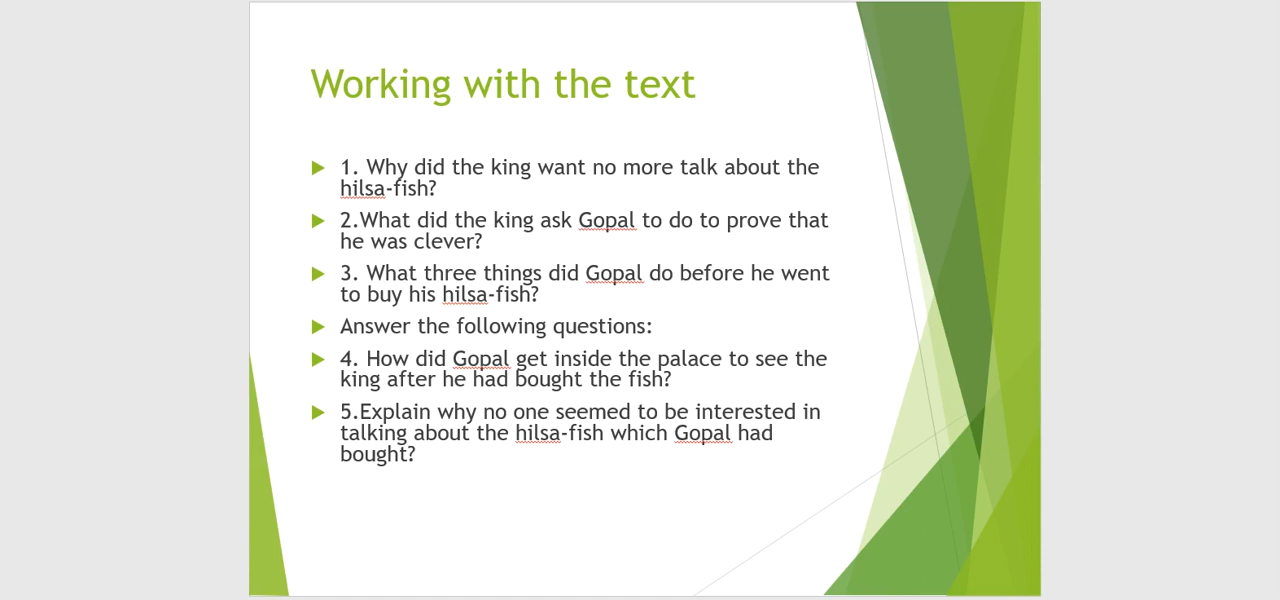 Working with the text
1. Why did the king want no more talk about the
hilsa-fish?
2.What did the king ask Gopal to do to prove that
he was clever?
3. What three things did Gopal do before he went
to buy his hilsa-fish?
Answer the following questions:
4. How did Gopal get inside the palace to see the
king after he had bought the fish?
5.Explain why no one seemed to be interested in
talking about the hilsa-fish which Gopal had
bought?